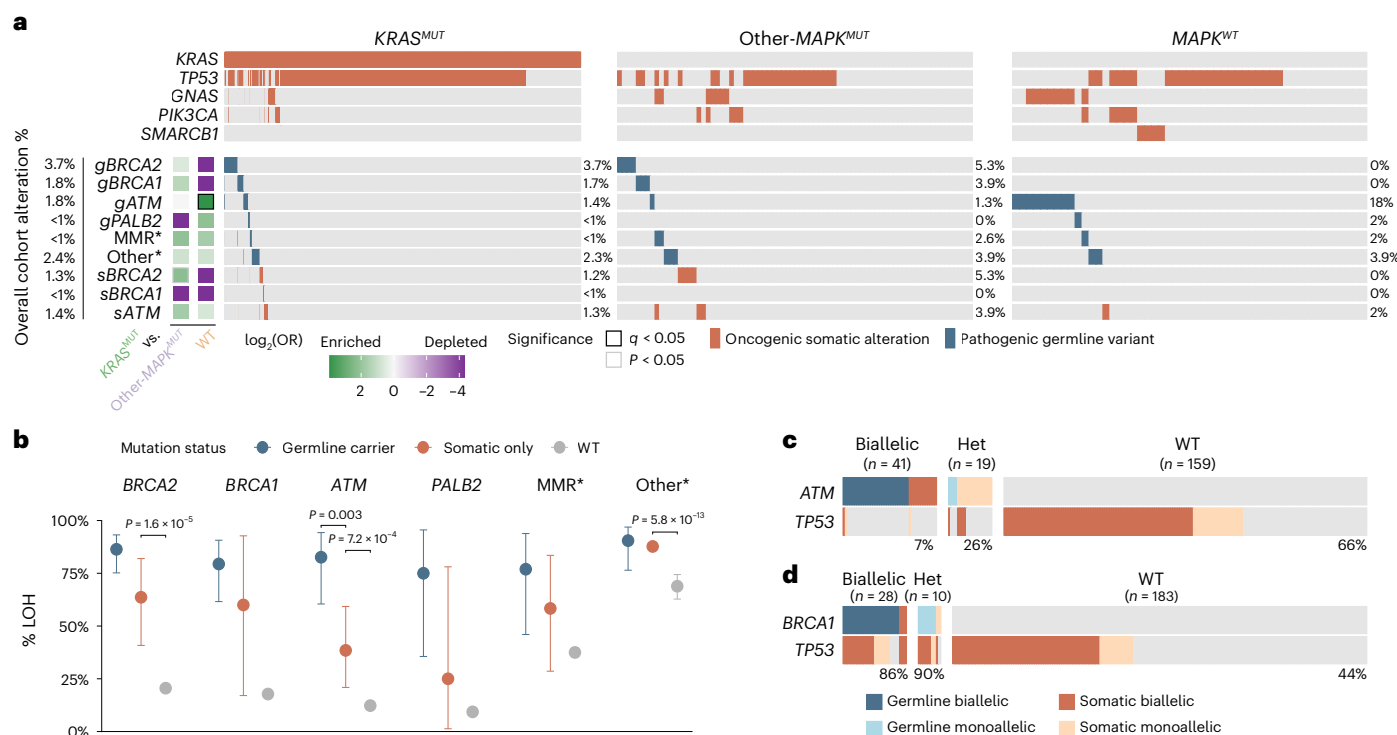 a
KRAS^MUT
Other-MAPK^MUT
MAPK^WT
KRAS
TP53
GNAS
PIK3CA
SMARCB1
Overall cohort alteration %
3.7% gBRCA2 3.7% 5.3% 0%
1.8% gBRCA1 1.7% 3.9% 0%
1.8% gATM 1.4% 1.3% 18%
<1% gPALB2 <1% 0% 2%
<1% MMR* <1% 2.6% 2%
2.4% Other* 2.3% 3.9% 3.9%
1.3% sBRCA2 1.2% 5.3% 0%
<1% sBRCA1 <1% 0% 0%
1.4% sATM 1.3% 3.9% 2%
KRAS^MUT
vs.
Other-MAPK^MUT
WT
log2(OR)
Enriched
Depleted
2 0 −2 −4
Significance
q < 0.05
P < 0.05
Oncogenic somatic alteration
Pathogenic germline variant
b
Mutation status
Germline carrier
Somatic only
WT
BRCA2 BRCA1 ATM PALB2 MMR* Other*
P = 1.6 × 10−5
P = 0.003
P = 7.2 × 10−4
P = 5.8 × 10−13
% LOH
100%
75%
50%
25%
0%
c
Biallelic Het WT
(n = 41) (n = 19) (n = 159)
ATM
TP53
7% 26% 66%
d
Biallelic Het WT
(n = 28) (n = 10) (n = 183)
BRCA1
TP53
86% 90% 44%
Germline biallelic
Somatic biallelic
Germline monoallelic
Somatic monoallelic